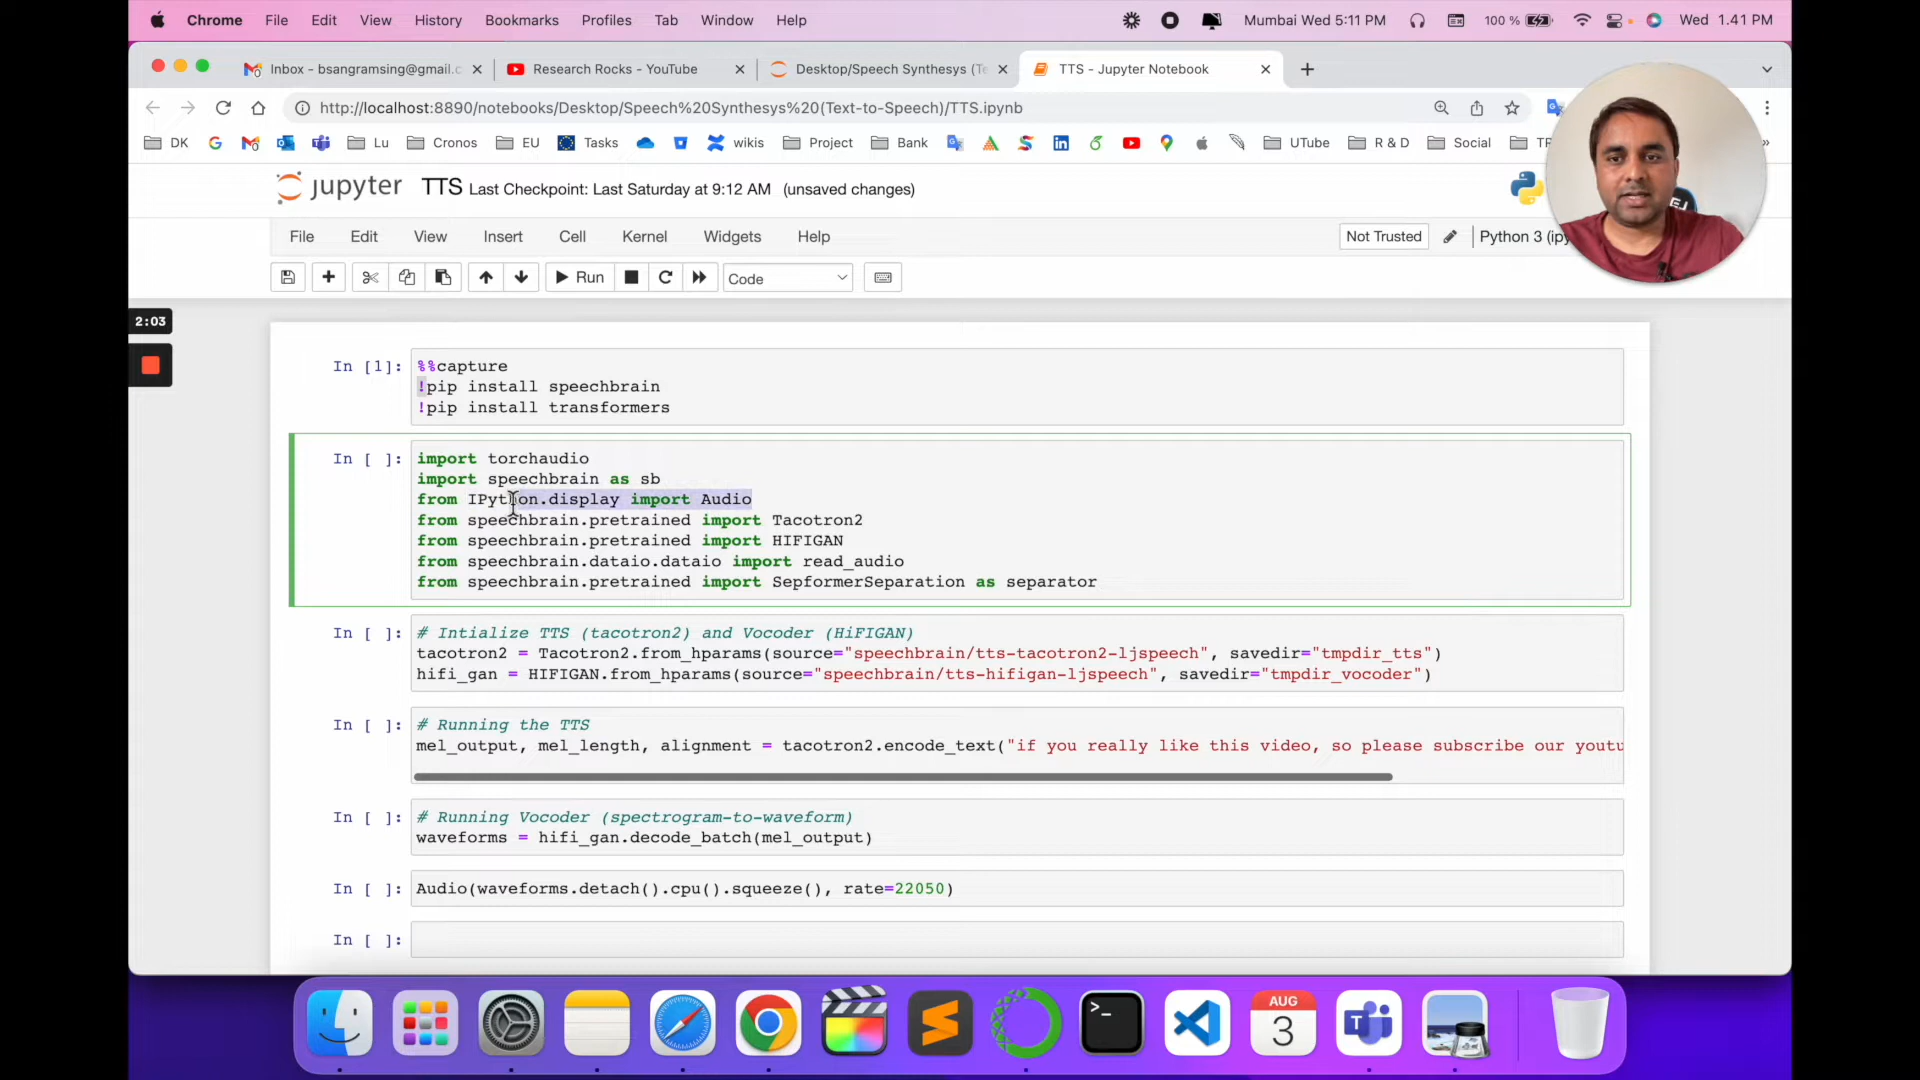 Chrome File Edit View History Bookmarks Profiles Tab Window Help Mumbai Wed 5:11 PM 100 % Wed 1.41 PM
Inbox - bsangramsing@gmail.c Research Rocks - YouTube Desktop/Speech Synthesys (Te TTS - Jupyter Notebook
http://localhost:8890/notebooks/Desktop/Speech%20Synthesys%20(Text-to-Speech)/TTS.ipynb
DK Lu Cronos EU Tasks wikis Project Bank UTube R & D Social TP »
jupyter TTS Last Checkpoint: Last Saturday at 9:12 AM (unsaved changes)
File Edit View Insert Cell Kernel Widgets Help Not Trusted Python 3 (ipy
Run Code
2:03
In [1]: %%capture
!pip install speechbrain
!pip install transformers
In [ ]: import torchaudio
import speechbrain as sb
from IPython.display import Audio
from speechbrain.pretrained import Tacotron2
from speechbrain.pretrained import HIFIGAN
from speechbrain.dataio.dataio import read_audio
from speechbrain.pretrained import SepformerSeparation as separator
In [ ]: # Intialize TTS (tacotron2) and Vocoder (HiFIGAN)
tacotron2 = Tacotron2.from_hparams(source="speechbrain/tts-tacotron2-ljspeech", savedir="tmpdir_tts")
hifi_gan = HIFIGAN.from_hparams(source="speechbrain/tts-hifigan-ljspeech", savedir="tmpdir_vocoder")
In [ ]: # Running the TTS
mel_output, mel_length, alignment = tacotron2.encode_text("if you really like this video, so please subscribe our youtu
In [ ]: # Running Vocoder (spectrogram-to-waveform)
waveforms = hifi_gan.decode_batch(mel_output)
In [ ]: Audio(waveforms.detach().cpu().squeeze(), rate=22050)
In [ ]:
AUG
3